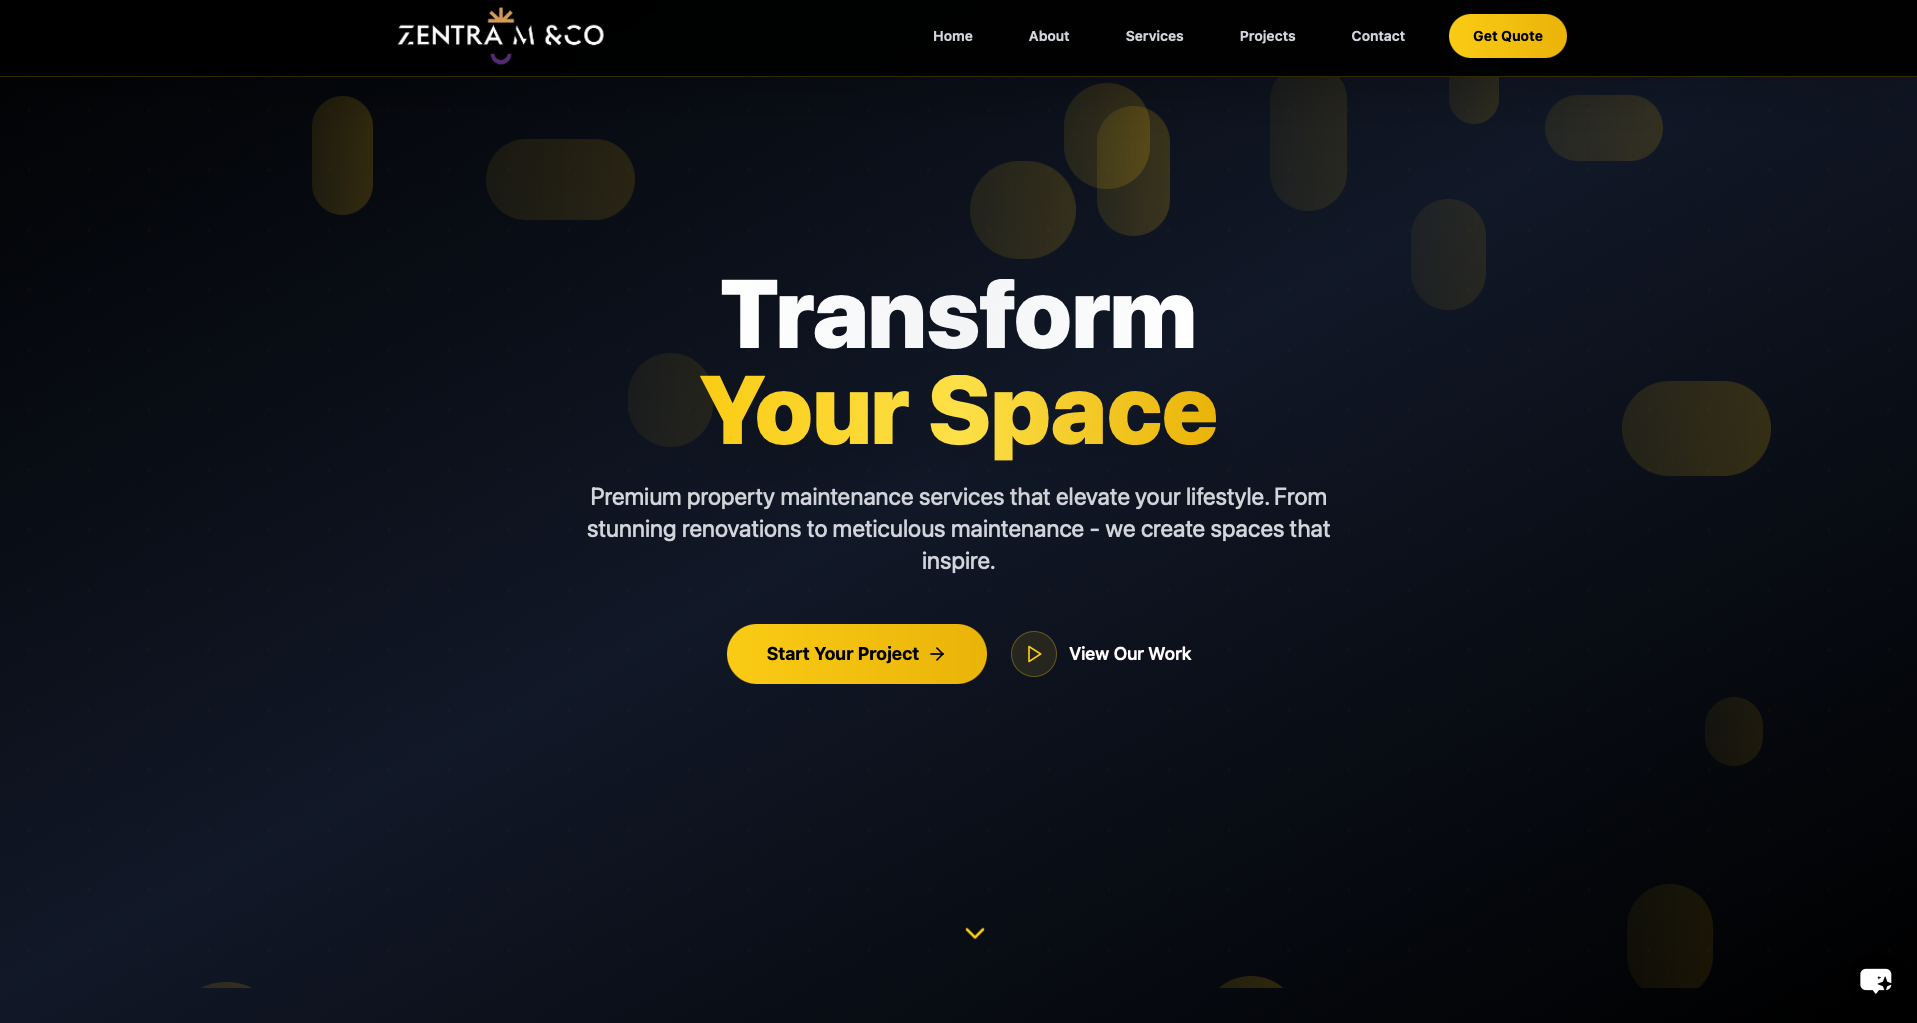 ZENTRA M &CO
Home
About
Services
Projects
Contact
Get Quote
Transform
Your Space
Premium property maintenance services that elevate your lifestyle. From
stunning renovations to meticulous maintenance - we create spaces that
inspire.
Start Your Project
View Our Work